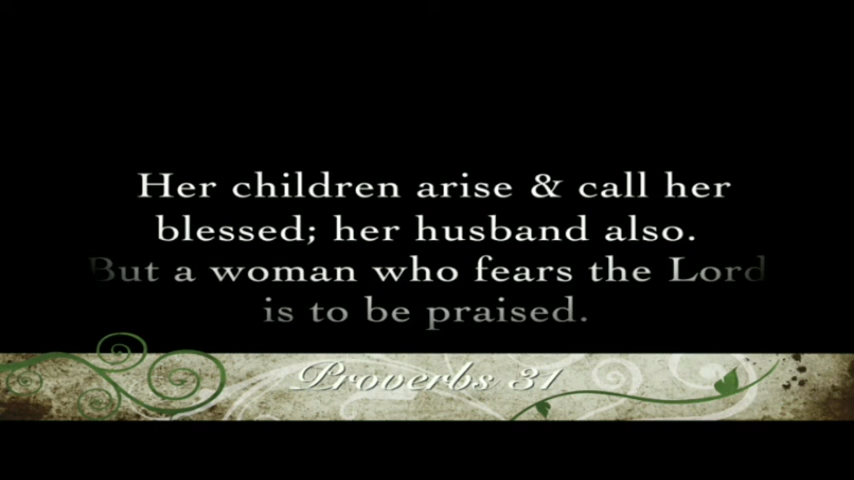 Her children arise & call her
blessed; her husband also.
But a woman who fears the Lord
is to be praised.
Proverbs 31